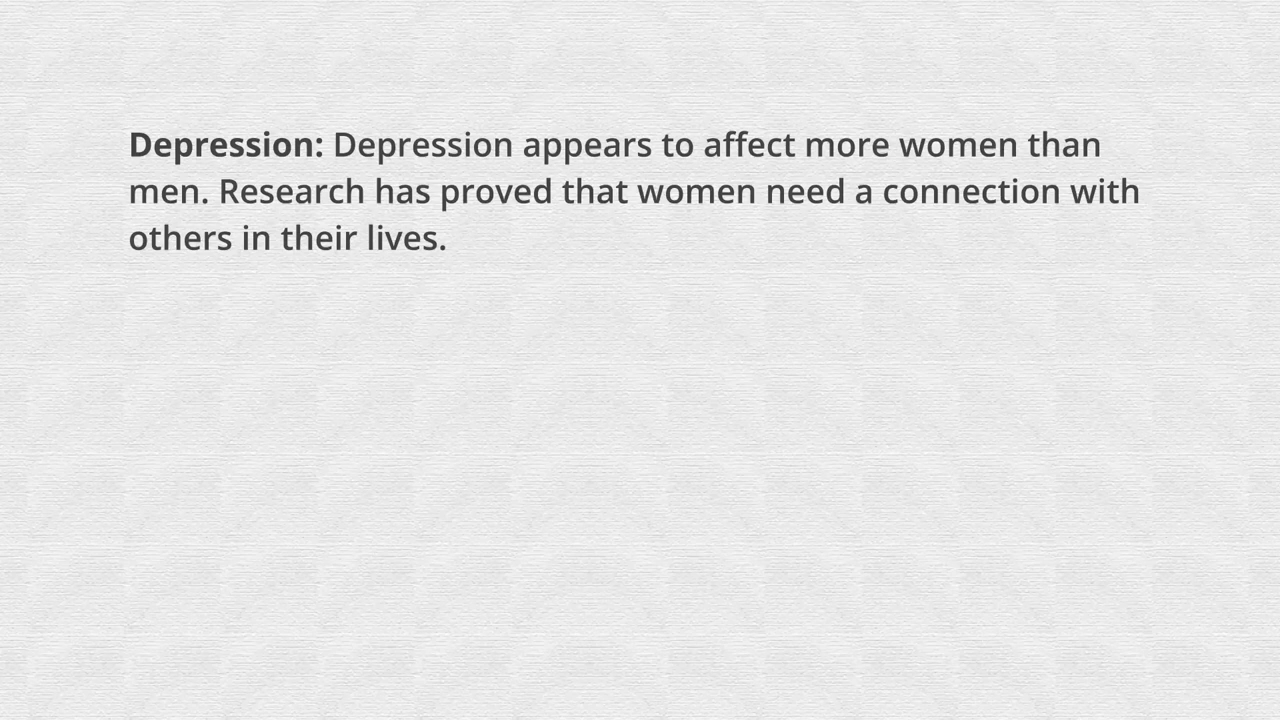 Depression: Depression appears to affect more women than
men. Research has proved that women need a connection with
others in their lives.